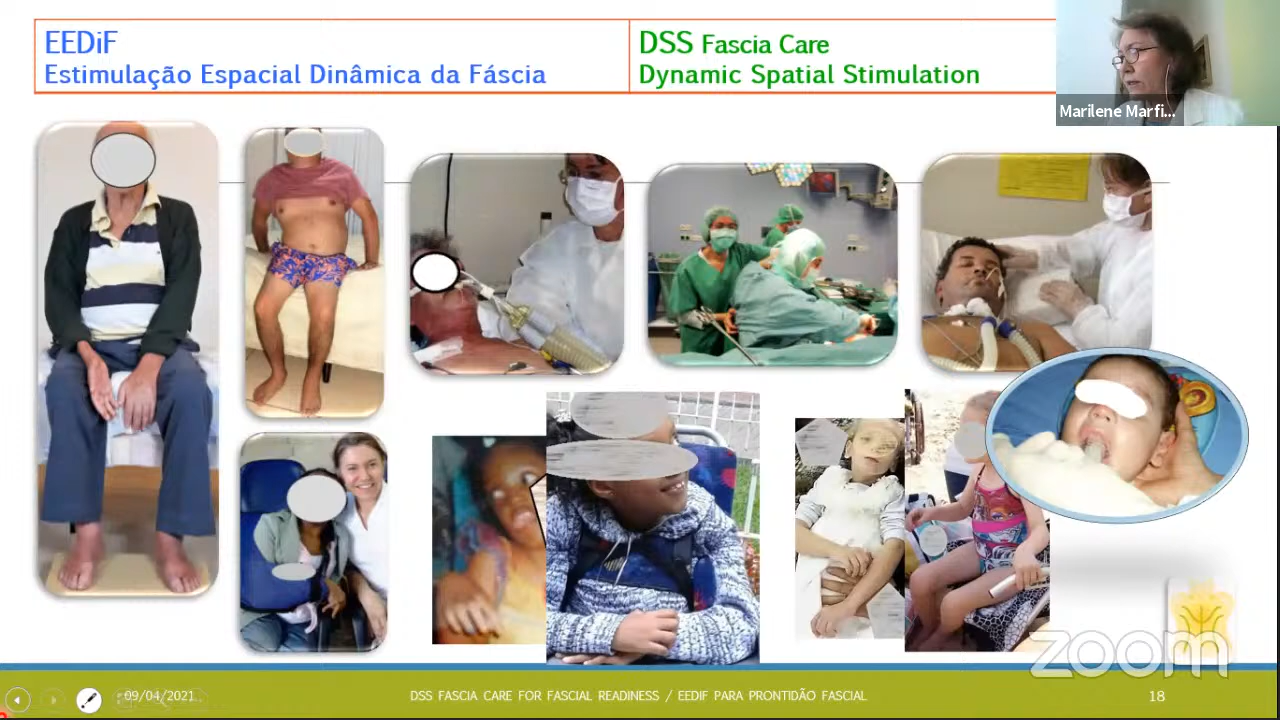 EEDiF
Estimulação Espacial Dinâmica da Fáscia
DSS Fascia Care
Dynamic Spatial Stimulation
Marilene Marfi...
zoom
09/04/2021
DSS FASCIA CARE FOR FASCIAL READINESS / EEDIF PARA PRONTIDÃO FASCIAL
18